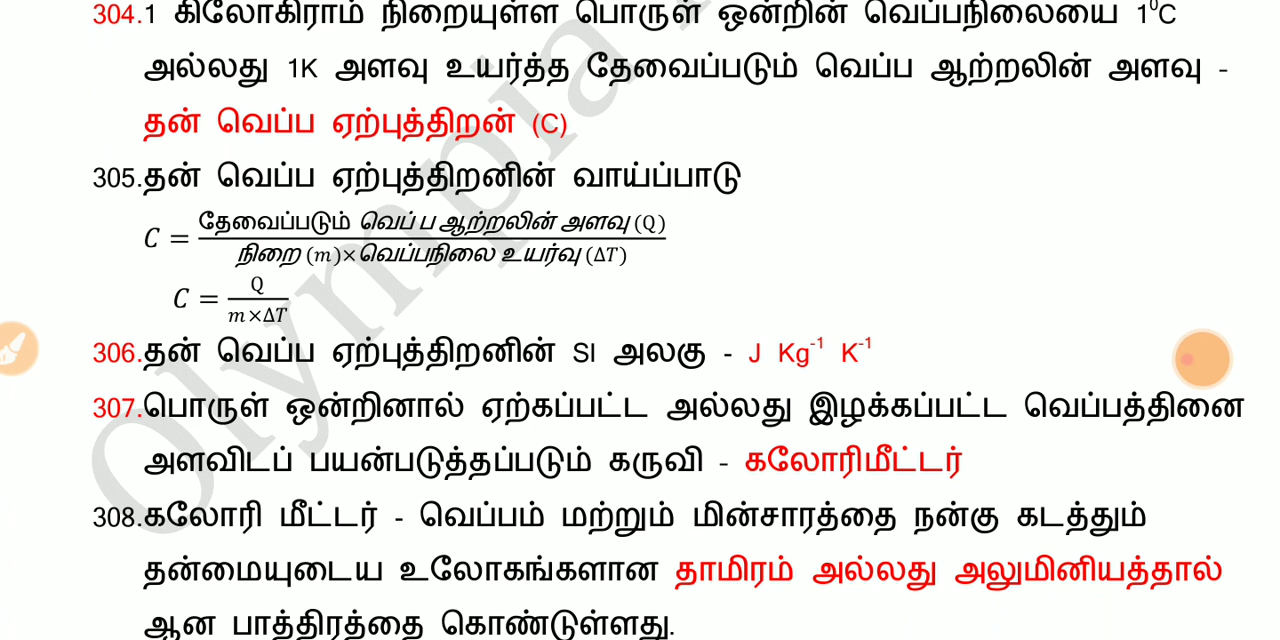 304.1 கிலோகிராம் நிறையுள்ள பொருள் ஒன்றின் வெப்பநிலையை 1⁰C
அல்லது 1K அளவு உயர்த்த தேவைப்படும் வெப்ப ஆற்றலின் அளவு -
தன் வெப்ப ஏற்புத்திறன் (C)
305.தன் வெப்ப ஏற்புத்திறனின் வாய்ப்பாடு
C = தேவைப்படும் வெப்ப ஆற்றலின் அளவு (Q)
நிறை (m)×வெப்பநிலை உயர்வு (ΔT)
C = Q
m×ΔT
306.தன் வெப்ப ஏற்புத்திறனின் SI அலகு - J Kg⁻¹ K⁻¹
307.பொருள் ஒன்றினால் ஏற்கப்பட்ட அல்லது இழக்கப்பட்ட வெப்பத்தினை
அளவிடப் பயன்படுத்தப்படும் கருவி - கலோரிமீட்டர்
308.கலோரி மீட்டர் - வெப்பம் மற்றும் மின்சாரத்தை நன்கு கடத்தும்
தன்மையுடைய உலோகங்களான தாமிரம் அல்லது அலுமினியத்தால்
ஆன பாத்திரத்தை கொண்டுள்ளது.
Olympia